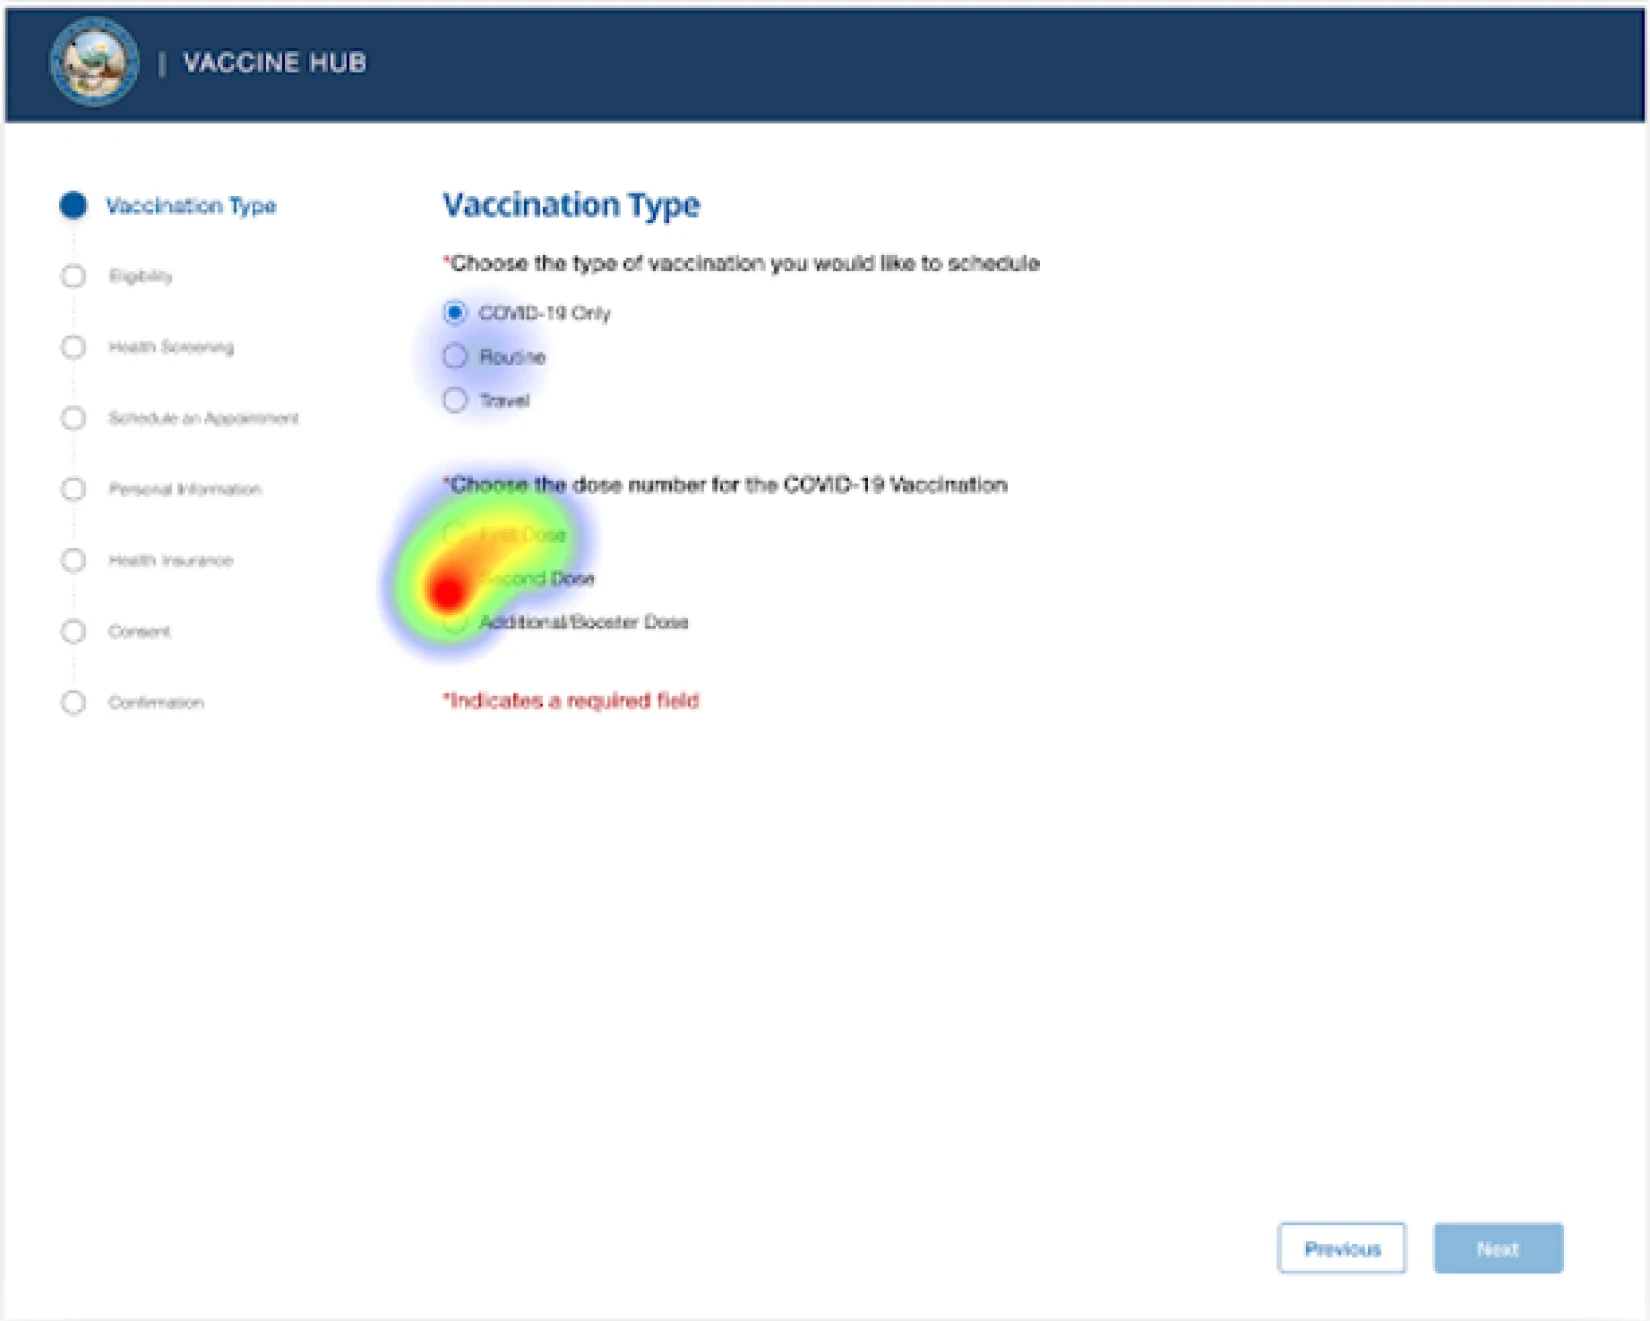 | VACCINE HUB
Vaccination Type
Eligibility
Health Screening
Schedule an Appointment
Personal Information
Health Insurance
Consent
Confirmation
Vaccination Type
*Choose the type of vaccination you would like to schedule
COVID-19 Only
Routine
Travel
*Choose the dose number for the COVID-19 Vaccination
First Dose
Second Dose
Additional/Booster Dose
*Indicates a required field
Previous
Next